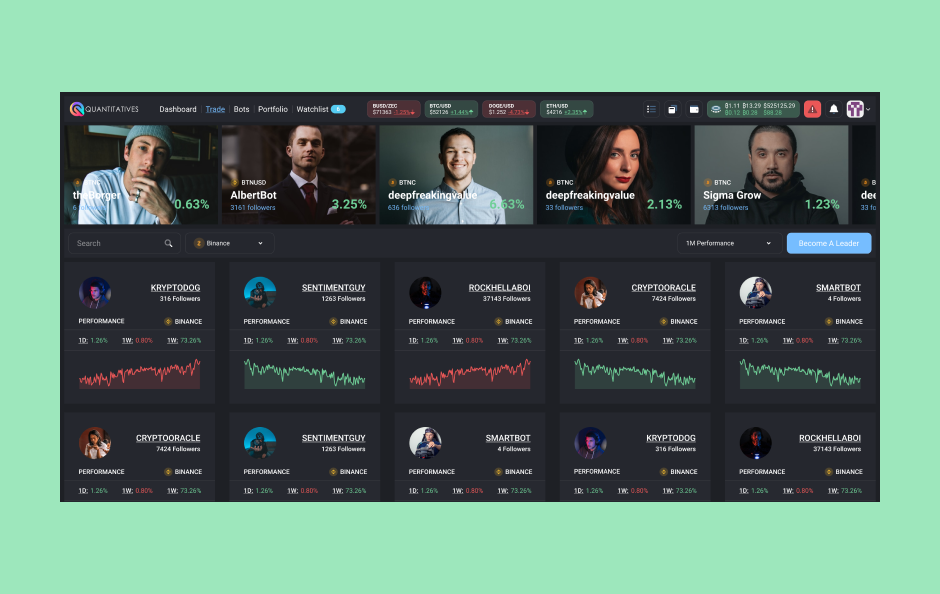 QUANTITATIVES
Dashboard Trade Bots Portfolio Watchlist
BUSD/ZEC
$71363 -1.25%
BTC/USD
$52126 +1.44%
DOGE/USD
$1.252 -4.73%
ETH/USD
$4216 +2.35%
$1.11 $13.29 $525125.29
$0.12 $0.28 $88.28
BTNC
theBerger
0.63%
BTNUSD
AlbertBot
3161 followers
3.25%
BTNC
deepfreakingvalue
636 followers
6.63%
BTNC
deepfreakingvalue
33 followers
2.13%
BTNC
Sigma Grow
6313 followers
1.23%
Search
Binance
1M Performance
Become A Leader
KRYPTODOG
316 Followers
PERFORMANCE BINANCE
1D: 1.26% 1W: 0.80% 1W: 73.26%
SENTIMENTGUY
1263 Followers
PERFORMANCE BINANCE
1D: 1.26% 1W: 0.80% 1W: 73.26%
ROCKHELLABOI
37143 Followers
PERFORMANCE BINANCE
1D: 1.26% 1W: 0.80% 1W: 73.26%
CRYPTOORACLE
7424 Followers
PERFORMANCE BINANCE
1D: 1.26% 1W: 0.80% 1W: 73.26%
SMARTBOT
4 Followers
PERFORMANCE BINANCE
1D: 1.26% 1W: 0.80% 1W: 73.26%
CRYPTOORACLE
7424 Followers
PERFORMANCE BINANCE
1D: 1.26% 1W: 0.80% 1W: 73.26%
SENTIMENTGUY
1263 Followers
PERFORMANCE BINANCE
1D: 1.26% 1W: 0.80% 1W: 73.26%
SMARTBOT
4 Followers
PERFORMANCE BINANCE
1D: 1.26% 1W: 0.80% 1W: 73.26%
KRYPTODOG
316 Followers
PERFORMANCE BINANCE
1D: 1.26% 1W: 0.80% 1W: 73.26%
ROCKHELLABOI
37143 Followers
PERFORMANCE BINANCE
1D: 1.26% 1W: 0.80% 1W: 73.26%